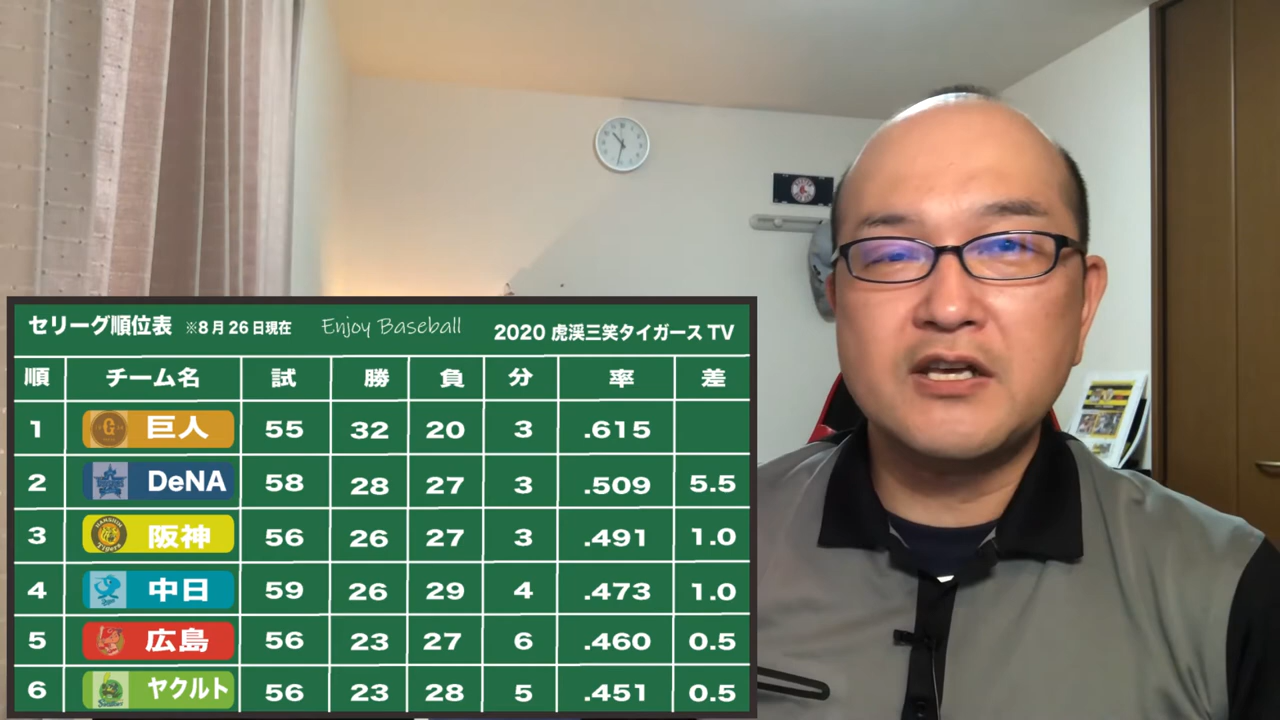 セリーグ順位表 ※8月26日現在 Enjoy Baseball 2020 虎渓三笑タイガースTV
順 チーム名 試 勝 負 分 率 差
1 巨人 55 32 20 3 .615
2 DeNA 58 28 27 3 .509 5.5
3 阪神 56 26 27 3 .491 1.0
4 中日 59 26 29 4 .473 1.0
5 広島 56 23 27 6 .460 0.5
6 ヤクルト 56 23 28 5 .451 0.5